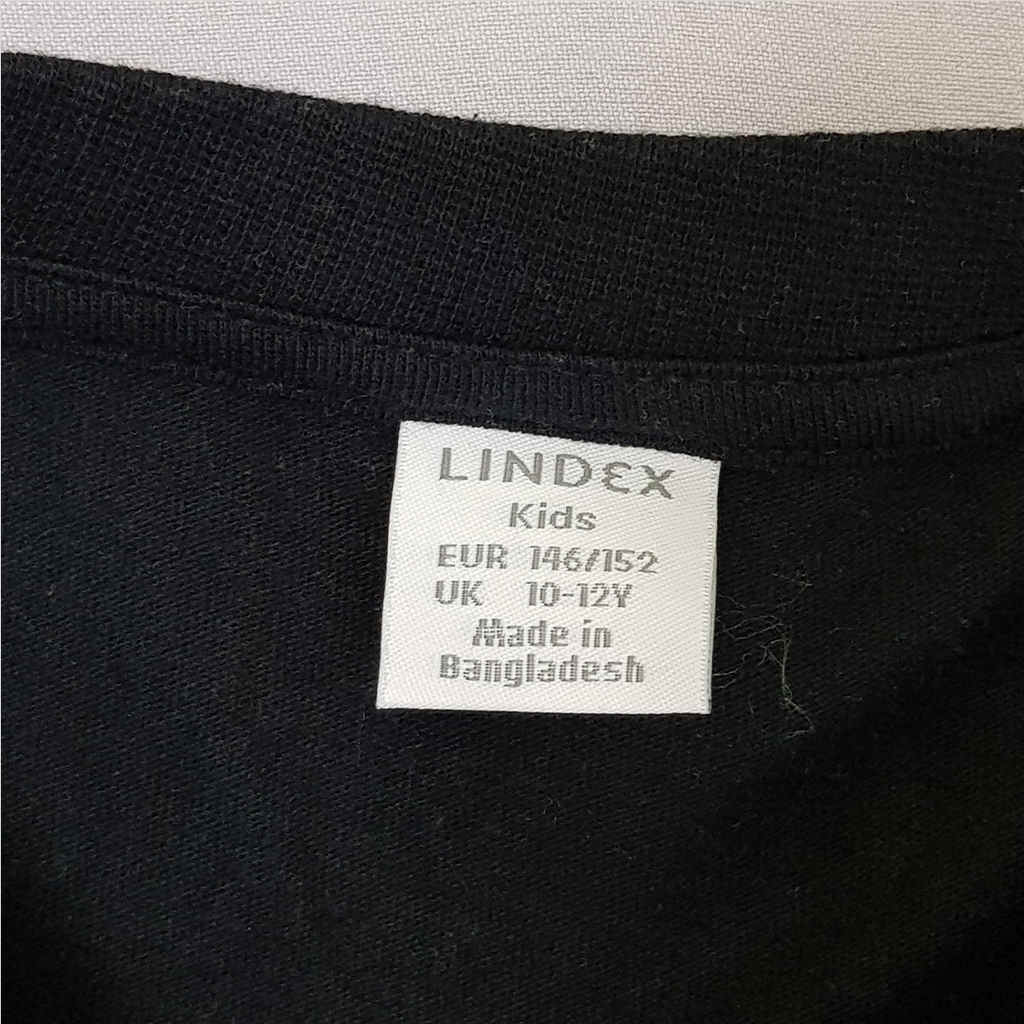 LINDEX
Kids
EUR 146/152
UK 10-12Y
Made in
Bangladesh